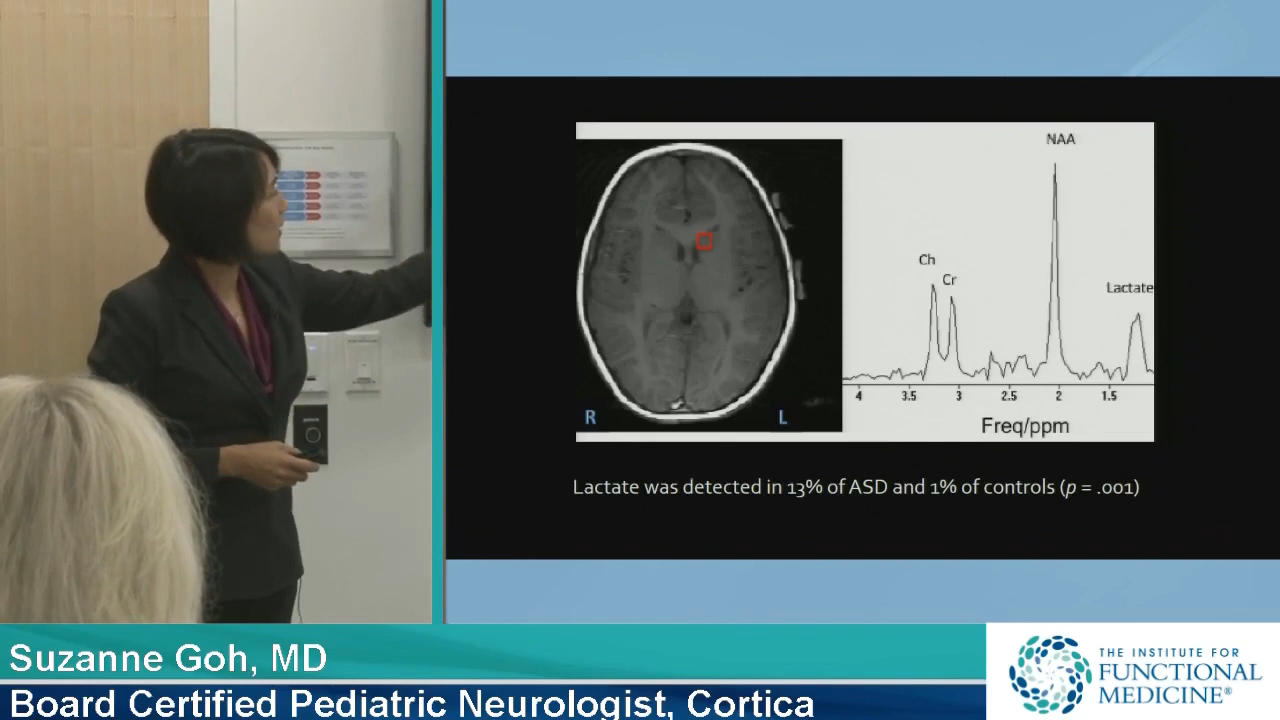 NAA
Ch
Cr
Lactate
4 3.5 3 2.5 2 1.5
Freq/ppm
R L
Lactate was detected in 13% of ASD and 1% of controls (p = .001)
Suzanne Goh, MD
Board Certified Pediatric Neurologist, Cortica
THE INSTITUTE FOR
FUNCTIONAL
MEDICINE®